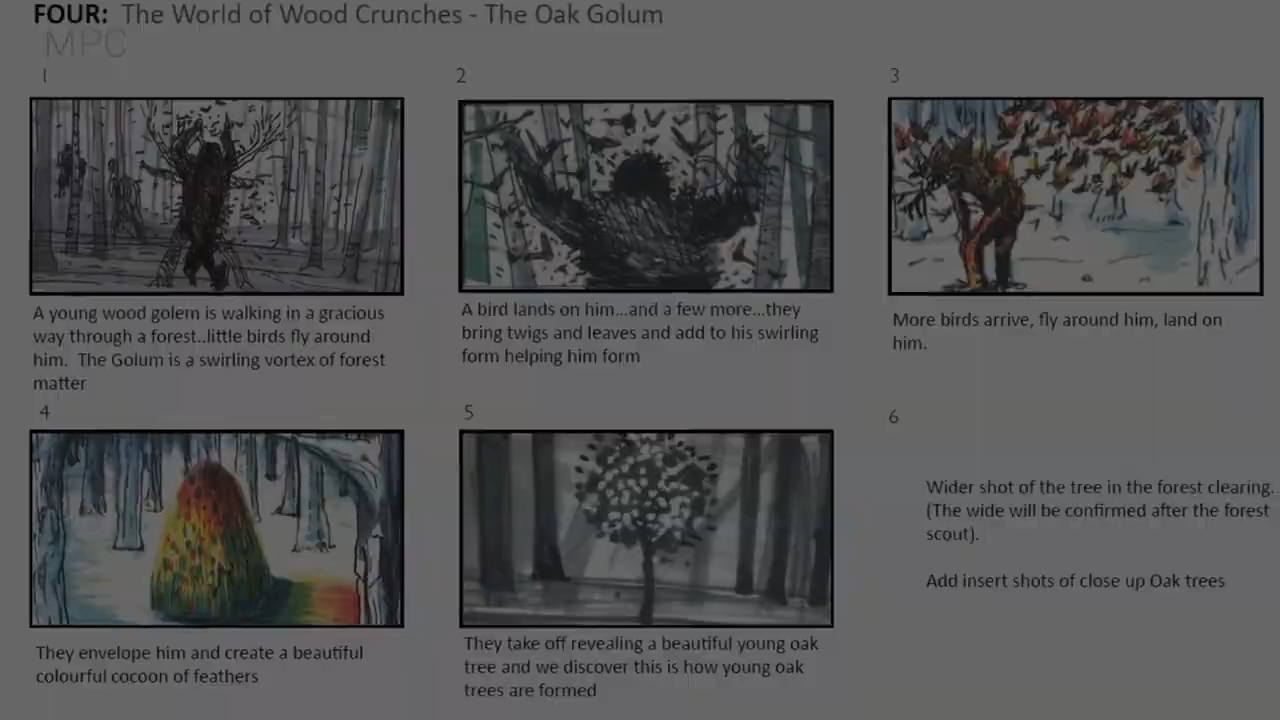 FOUR: The World of Wood Crunches - The Oak Golum
MPC
1
2
3
A young wood golem is walking in a gracious
way through a forest..little birds fly around
him. The Golum is a swirling vortex of forest
matter
A bird lands on him...and a few more...they
bring twigs and leaves and add to his swirling
form helping him form
More birds arrive, fly around him, land on
him.
4
5
6
They envelope him and create a beautiful
colourful cocoon of feathers
They take off revealing a beautiful young oak
tree and we discover this is how young oak
trees are formed
Wider shot of the tree in the forest clearing.
(The wide will be confirmed after the forest
scout).
Add insert shots of close up Oak trees